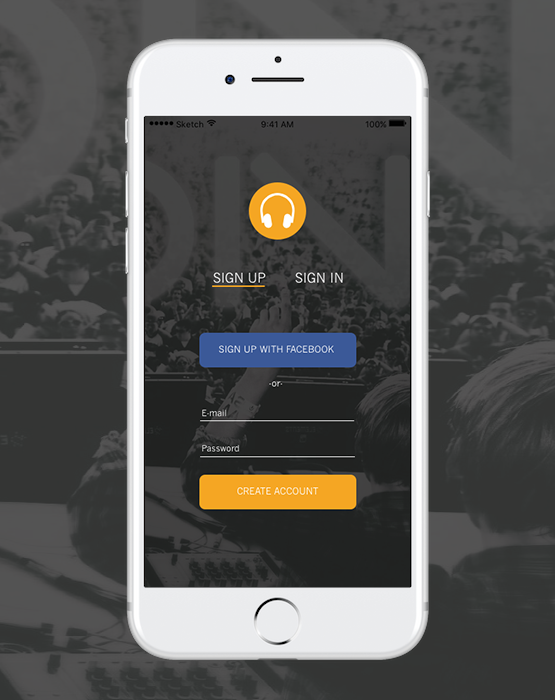 Sketch 9:41 AM 100%
SIGN UP SIGN IN
SIGN UP WITH FACEBOOK
-or-
E-mail
Password
CREATE ACCOUNT